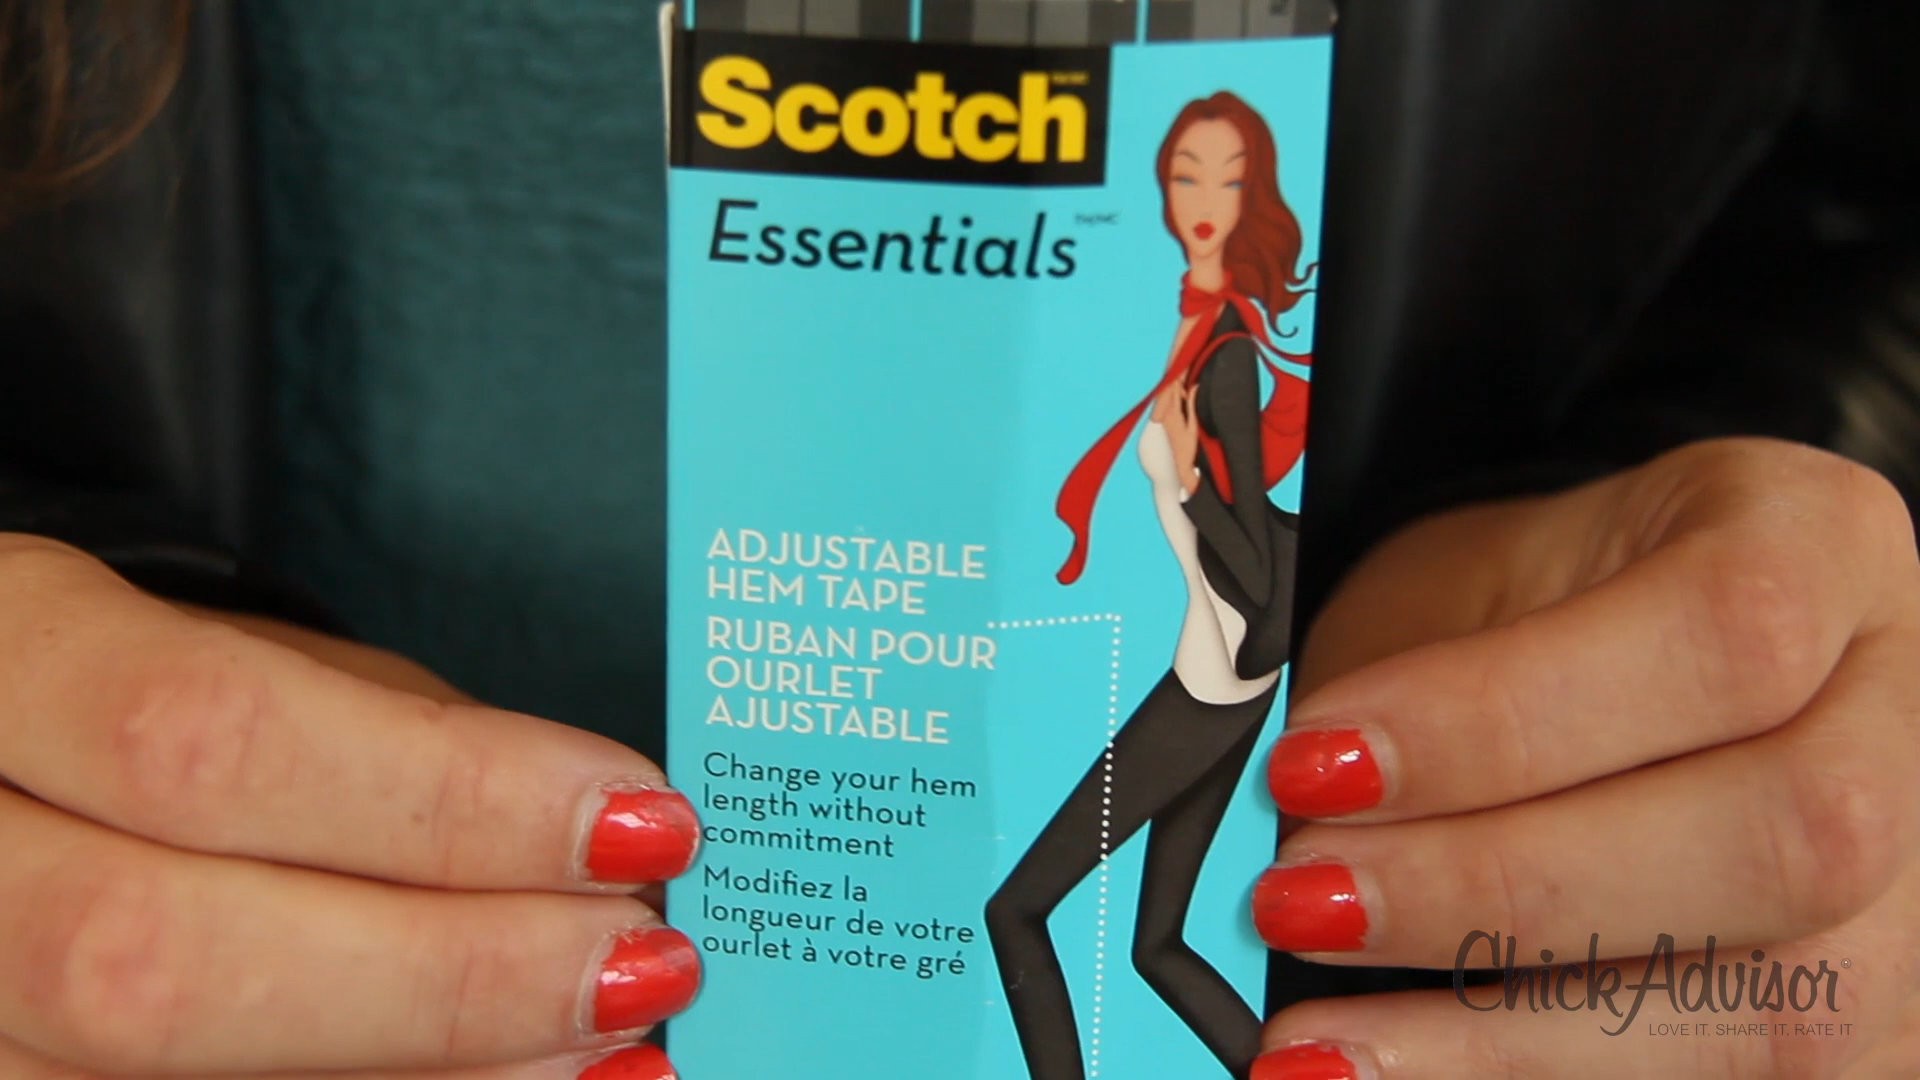 Scotch
Essentials
ADJUSTABLE
HEM TAPE
RUBAN POUR
OURLET
AJUSTABLE
Change your hem
length without
commitment
Modifiez la
longueur de votre
ourlet à votre gré
ChickAdvisor
LOVE IT. SHARE IT. RATE IT